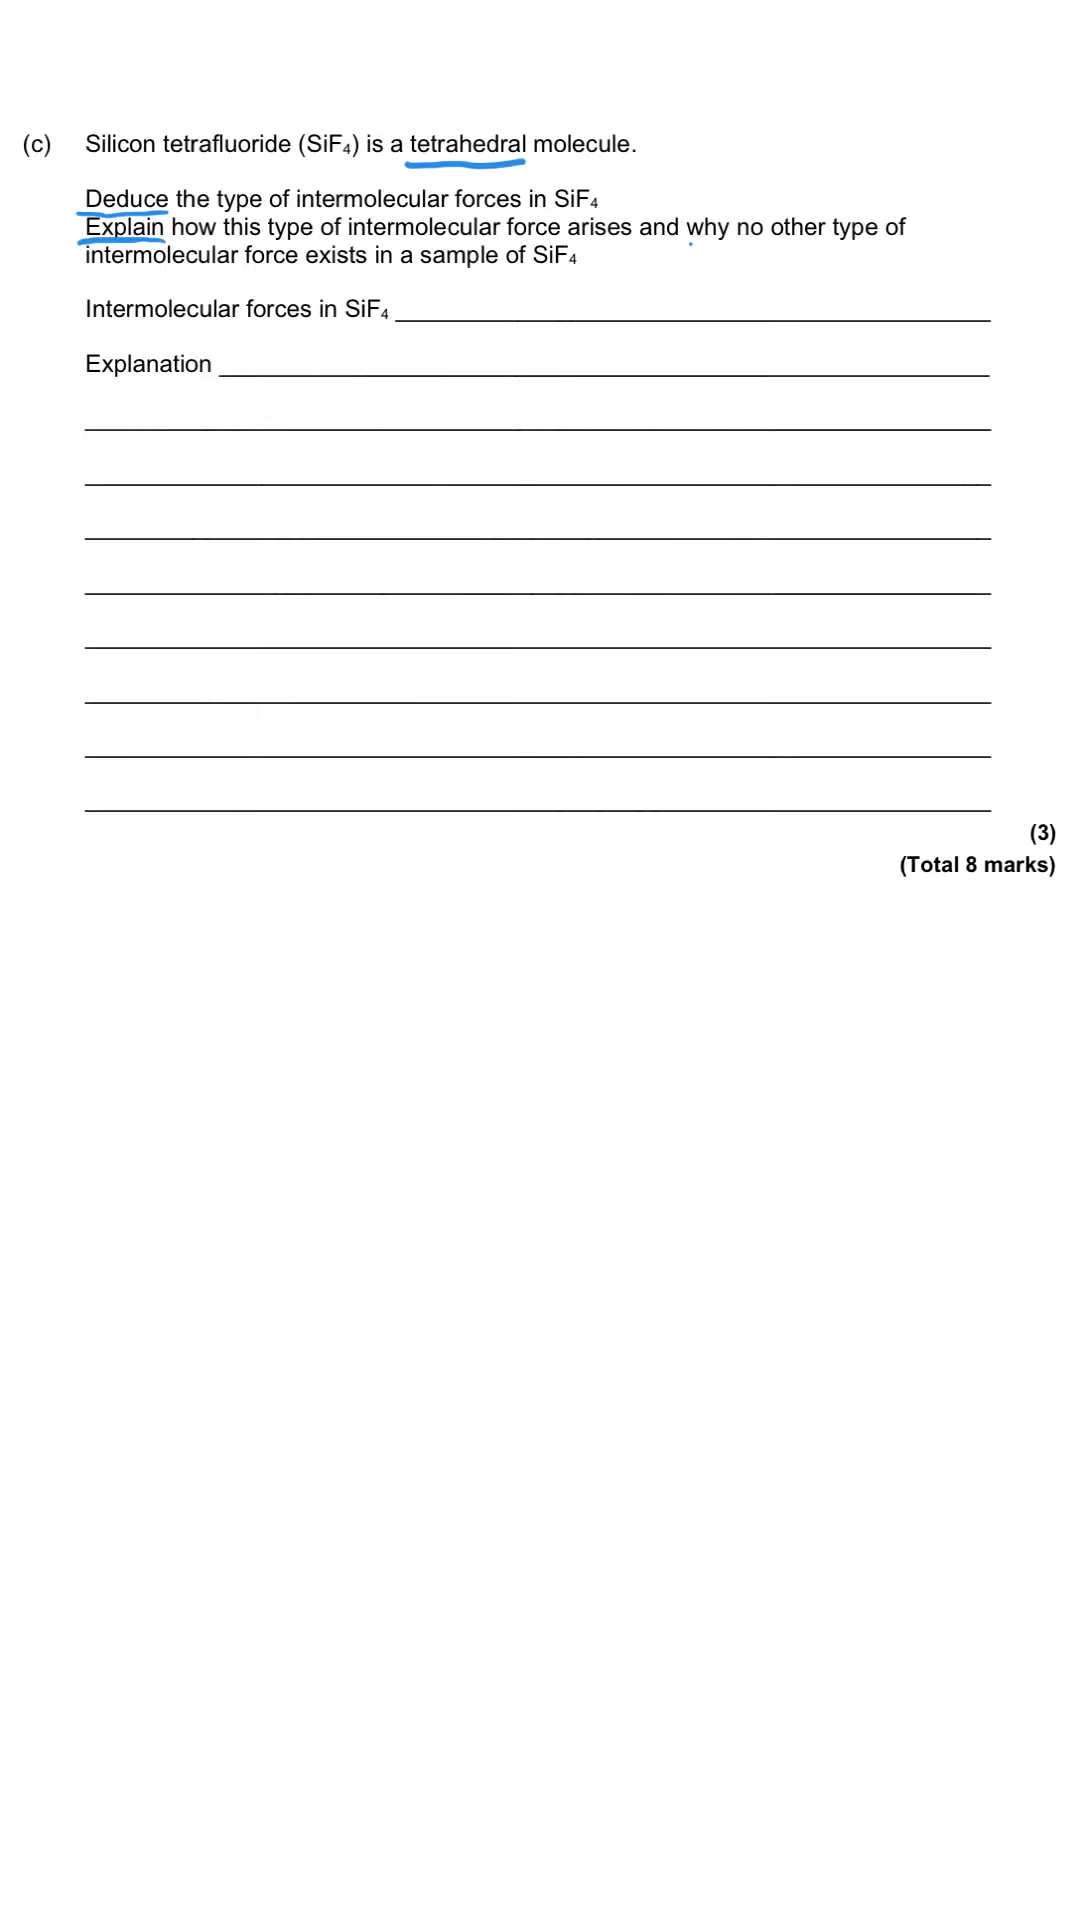 (c) Silicon tetrafluoride (SiF₄) is a tetrahedral molecule.
Deduce the type of intermolecular forces in SiF₄
Explain how this type of intermolecular force arises and why no other type of
intermolecular force exists in a sample of SiF₄
Intermolecular forces in SiF₄
Explanation
(3)
(Total 8 marks)